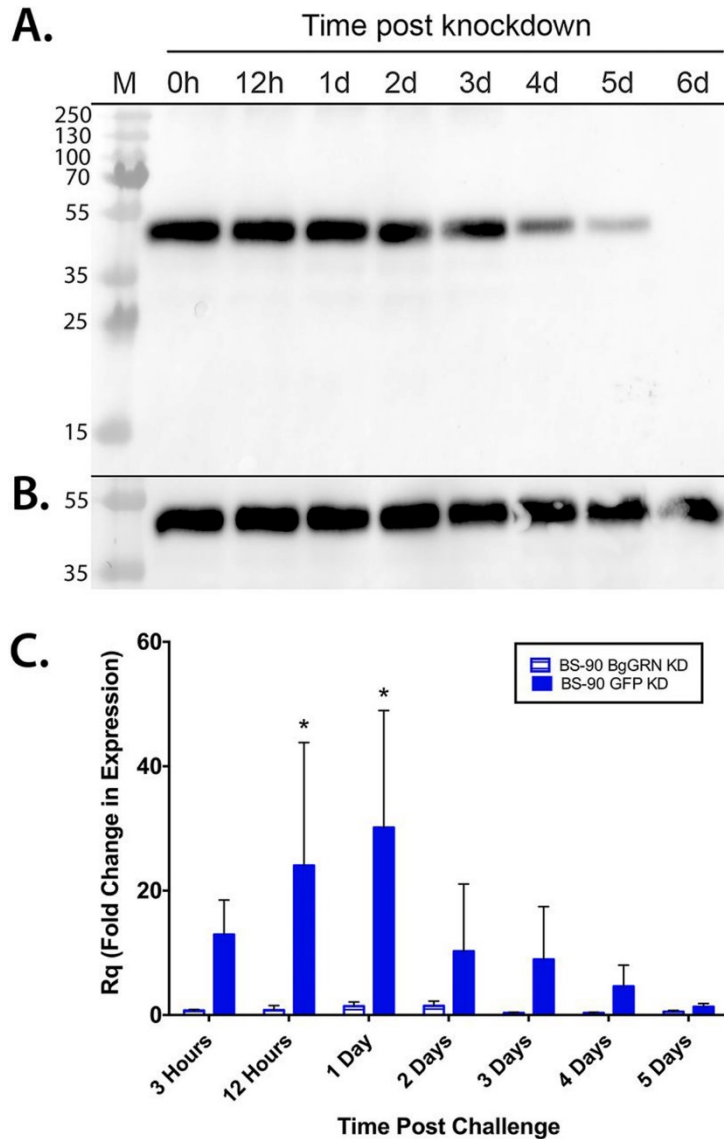 A.
Time post knockdown
M 0h 12h 1d 2d 3d 4d 5d 6d
250
130
100
70
55
35
25
15
B.
55
35
C.
60
40
20
0
Rq (Fold Change in Expression)
BS-90 BgGRN KD
BS-90 GFP KD
* *
3 Hours 12 Hours 1 Day 2 Days 3 Days 4 Days 5 Days
Time Post Challenge